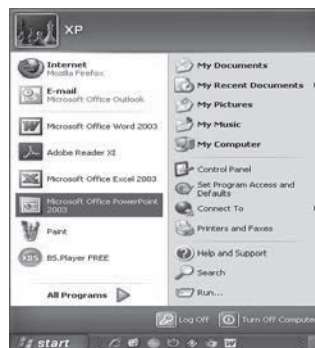 XP
Internet
Mozilla Firefox
E-mail
Microsoft Office Outlook
Microsoft Office Word 2003
Adobe Reader XI
Microsoft Office Excel 2003
Microsoft Office PowerPoint
2003
Paint
BS.Player FREE
All Programs
My Documents
My Recent Documents
My Pictures
My Music
My Computer
Control Panel
Set Program Access and
Defaults
Connect To
Printers and Faxes
Help and Support
Search
Run...
Log Off
Turn Off Computer
start